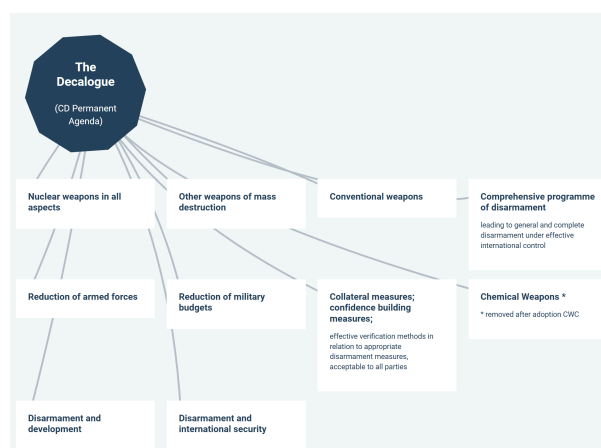 The
Decalogue
(CD Permanent
Agenda)
Nuclear weapons in all
aspects
Other weapons of mass
destruction
Conventional weapons
Comprehensive programme
of disarmament
leading to general and complete
disarmament under effective
international control
Reduction of armed forces
Reduction of military
budgets
Collateral measures;
confidence building
measures;
effective verification methods in
relation to appropriate
disarmament measures,
acceptable to all parties
Chemical Weapons *
* removed after adoption CWC
Disarmament and
development
Disarmament and
international security